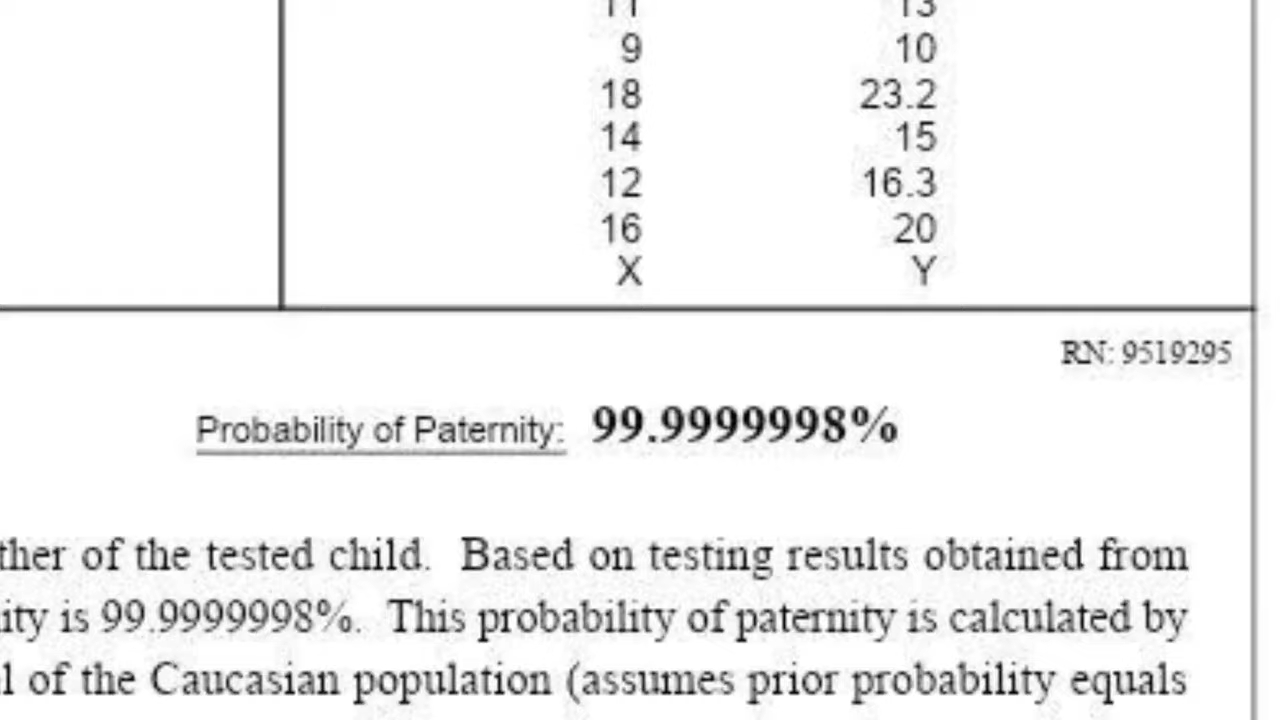 11 13
9 10
18 23.2
14 15
12 16.3
16 20
X Y
RN: 9519295
Probability of Paternity: 99.9999998%
of the tested child. Based on testing results obtained from
is 99.9999998%. This probability of paternity is calculated by
of the Caucasian population (assumes prior probability equals